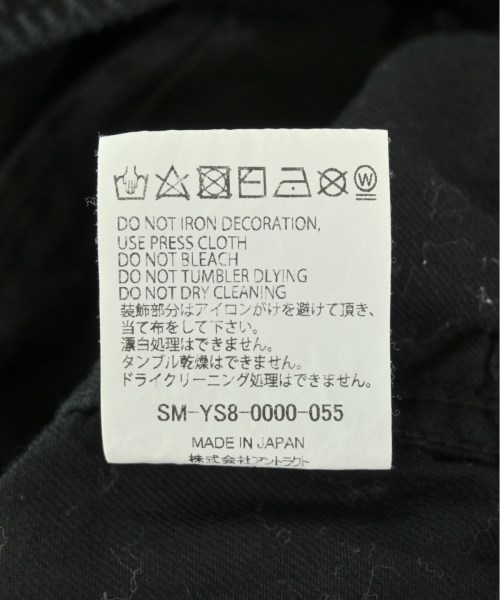 DO NOT IRON DECORATION,
USE PRESS CLOTH
DO NOT BLEACH
DO NOT TUMBLER DLYING
DO NOT DRY CLEANING
装飾部分はアイロンがけを避けて頂き、
当て布をして下さい。
漂白処理はできません。
タンブル乾燥はできません。
ドライクリーニング処理はできません。
SM-YS8-0000-055
MADE IN JAPAN
株式会社アントラクト